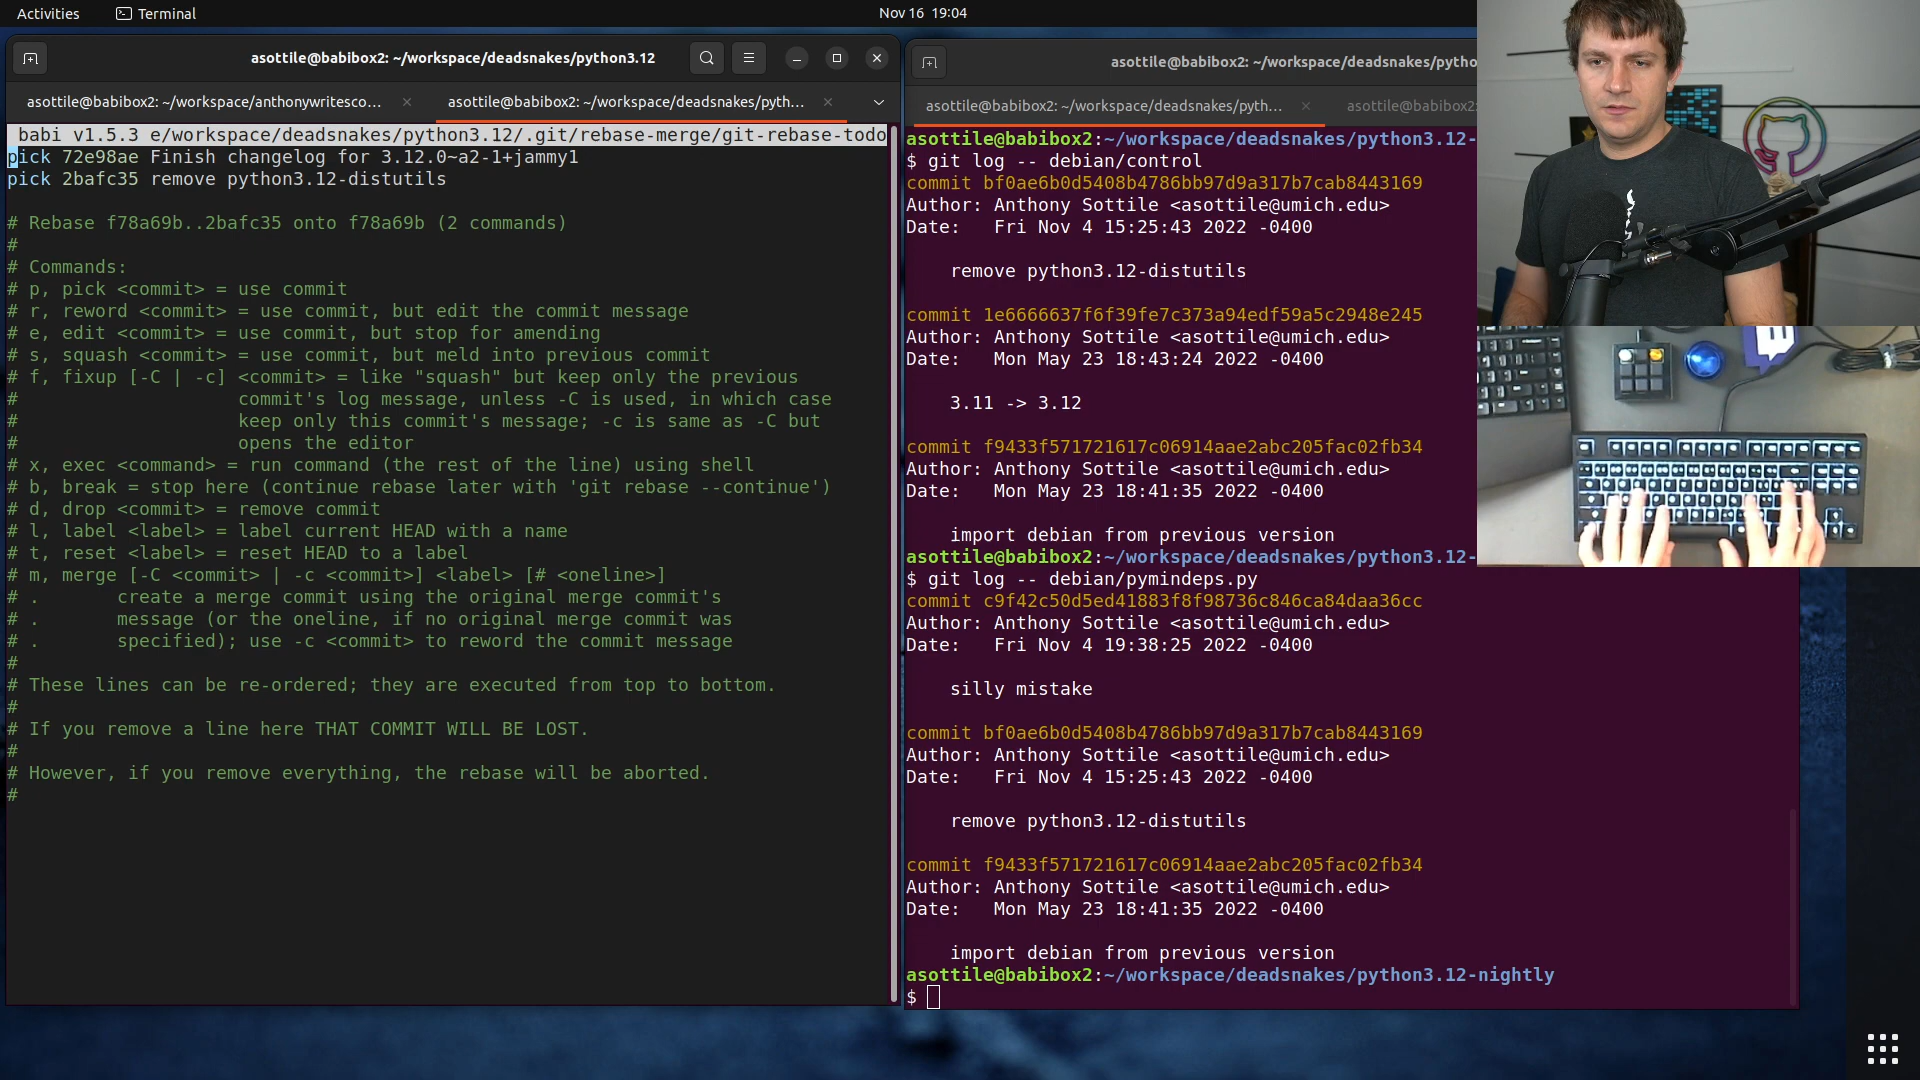 Activities
Terminal
Nov 16 19:04
asottile@babibox2: ~/workspace/deadsnakes/python3.12
asottile@babibox2: ~/workspace/anthonywritesco…
asottile@babibox2: ~/workspace/deadsnakes/pyth…
babi v1.5.3 e/workspace/deadsnakes/python3.12/.git/rebase-merge/git-rebase-todo
pick 72e98ae Finish changelog for 3.12.0~a2-1+jammy1
pick 2bafc35 remove python3.12-distutils
# Rebase f78a69b..2bafc35 onto f78a69b (2 commands)
#
# Commands:
# p, pick <commit> = use commit
# r, reword <commit> = use commit, but edit the commit message
# e, edit <commit> = use commit, but stop for amending
# s, squash <commit> = use commit, but meld into previous commit
# f, fixup [-C | -c] <commit> = like "squash" but keep only the previous
#                    commit's log message, unless -C is used, in which case
#                    keep only this commit's message; -c is same as -C but
#                    opens the editor
# x, exec <command> = run command (the rest of the line) using shell
# b, break = stop here (continue rebase later with 'git rebase --continue')
# d, drop <commit> = remove commit
# l, label <label> = label current HEAD with a name
# t, reset <label> = reset HEAD to a label
# m, merge [-C <commit> | -c <commit>] <label> [# <oneline>]
# .       create a merge commit using the original merge commit's
# .       message (or the oneline, if no original merge commit was
# .       specified); use -c <commit> to reword the commit message
#
# These lines can be re-ordered; they are executed from top to bottom.
#
# If you remove a line here THAT COMMIT WILL BE LOST.
#
# However, if you remove everything, the rebase will be aborted.
#
asottile@babibox2: ~/workspace/deadsnakes/pytho
asottile@babibox2: ~/workspace/deadsnakes/pyth…
asottile@babibox2:
asottile@babibox2:~/workspace/deadsnakes/python3.12-
$ git log -- debian/control
commit bf0ae6b0d5408b4786bb97d9a317b7cab8443169
Author: Anthony Sottile <asottile@umich.edu>
Date:   Fri Nov 4 15:25:43 2022 -0400
remove python3.12-distutils
commit 1e6666637f6f39fe7c373a94edf59a5c2948e245
Author: Anthony Sottile <asottile@umich.edu>
Date:   Mon May 23 18:43:24 2022 -0400
3.11 -> 3.12
commit f9433f571721617c06914aae2abc205fac02fb34
Author: Anthony Sottile <asottile@umich.edu>
Date:   Mon May 23 18:41:35 2022 -0400
import debian from previous version
asottile@babibox2:~/workspace/deadsnakes/python3.12-
$ git log -- debian/pymindeps.py
commit c9f42c50d5ed41883f8f98736c846ca84daa36cc
Author: Anthony Sottile <asottile@umich.edu>
Date:   Fri Nov 4 19:38:25 2022 -0400
silly mistake
commit bf0ae6b0d5408b4786bb97d9a317b7cab8443169
Author: Anthony Sottile <asottile@umich.edu>
Date:   Fri Nov 4 15:25:43 2022 -0400
remove python3.12-distutils
commit f9433f571721617c06914aae2abc205fac02fb34
Author: Anthony Sottile <asottile@umich.edu>
Date:   Mon May 23 18:41:35 2022 -0400
import debian from previous version
asottile@babibox2:~/workspace/deadsnakes/python3.12-nightly
$